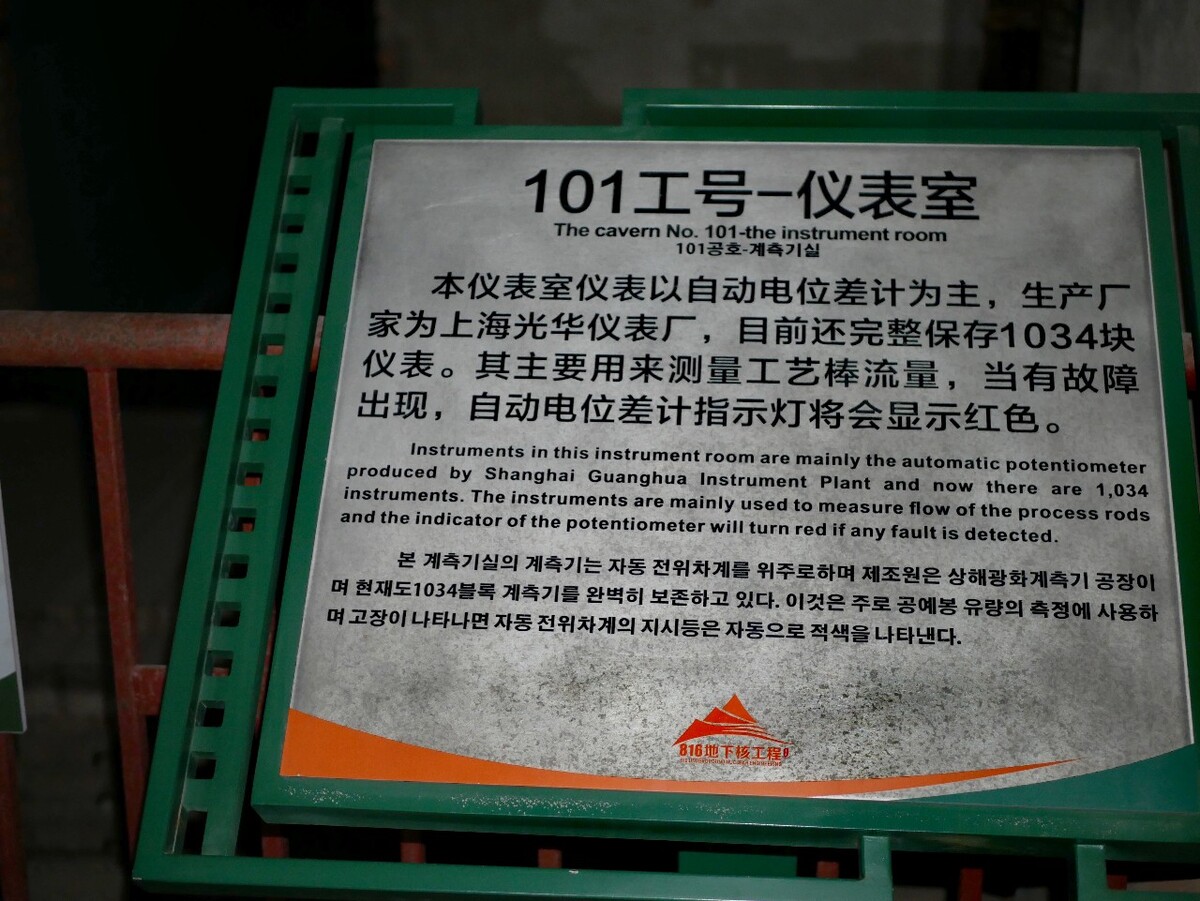 101工号-仪表室
The cavern No. 101-the instrument room
101공호-계측기실
本仪表室仪表以自动电位差计为主，生产厂
家为上海光华仪表厂，目前还完整保存1034块
仪表。其主要用来测量工艺棒流量，当有故障
出现，自动电位差计指示灯将会显示红色。
Instruments in this instrument room are mainly the automatic potentiometer
produced by Shanghai Guanghua Instrument Plant and now there are 1,034
instruments. The instruments are mainly used to measure flow of the process rods
and the indicator of the potentiometer will turn red if any fault is detected.
본 계측기실의 계측기는 자동 전위차계를 위주로하며 제조원은 상해광화계측기 공장이
며 현재도1034블록 계측기를 완벽히 보존하고 있다. 이것은 주로 공예봉 유량의 측정에 사용하
며 고장이 나타나면 자동 전위차계의 지시등은 자동으로 적색을 나타낸다.
816地下核工程